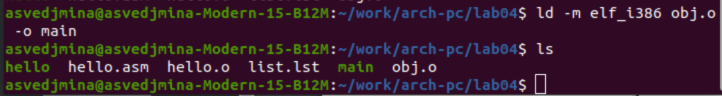 asvedjmina@asvedjmina-Modern-15-B12M:~/work/arch-pc/lab04$ ld -m elf_i386 obj.o
-o main
asvedjmina@asvedjmina-Modern-15-B12M:~/work/arch-pc/lab04$ ls
hello hello.asm hello.o list.lst main obj.o
asvedjmina@asvedjmina-Modern-15-B12M:~/work/arch-pc/lab04$